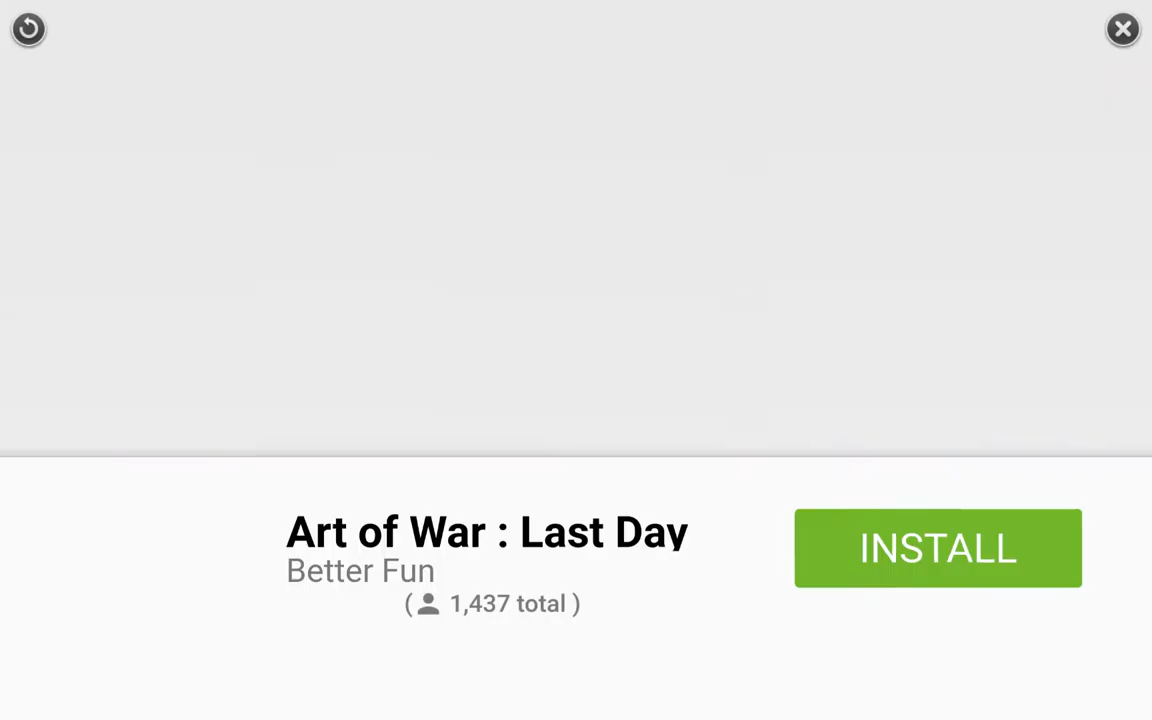 Art of War : Last Day
INSTALL
Better Fun
( 1,437 total )